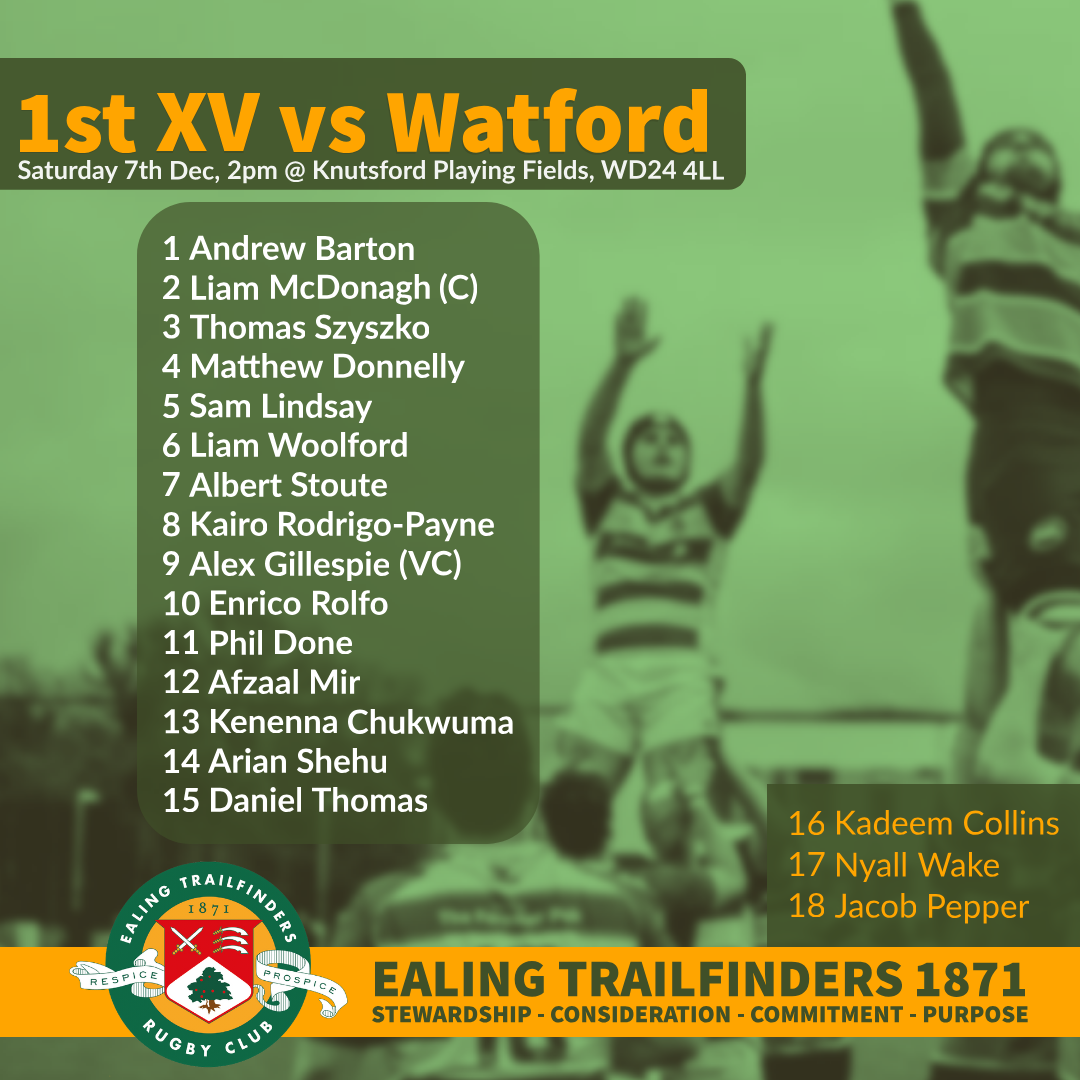 1st XV vs Watford
Saturday 7th Dec, 2pm @ Knutsford Playing Fields, WD24 4LL
1 Andrew Barton
2 Liam McDonagh (C)
3 Thomas Szyszko
4 Matthew Donnelly
5 Sam Lindsay
6 Liam Woolford
7 Albert Stoute
8 Kairo Rodrigo-Payne
9 Alex Gillespie (VC)
10 Enrico Rolfo
11 Phil Done
12 Afzaal Mir
13 Kenenna Chukwuma
14 Arian Shehu
15 Daniel Thomas
16 Kadeem Collins
17 Nyall Wake
18 Jacob Pepper
EALING TRAILFINDERS
1871
RESPICE PROSPICE
RUGBY CLUB
EALING TRAILFINDERS 1871
STEWARDSHIP - CONSIDERATION - COMMITMENT - PURPOSE